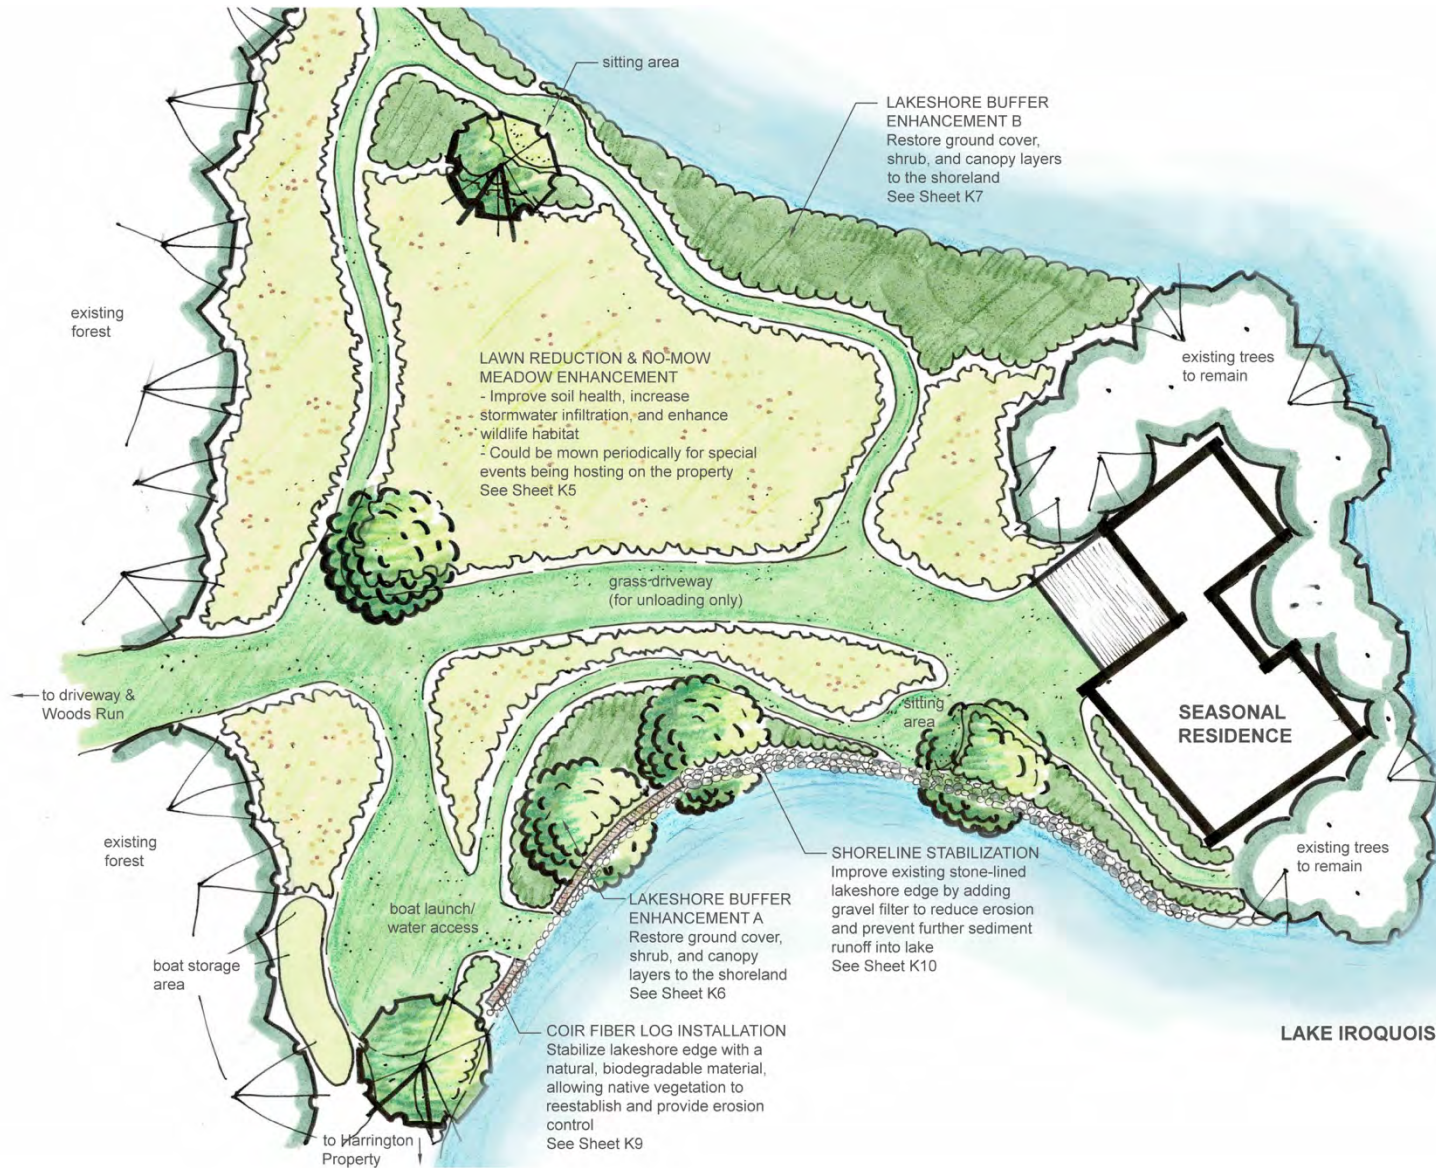 sitting area
LAKESHORE BUFFER
ENHANCEMENT B
Restore ground cover,
shrub, and canopy layers
to the shoreland
See Sheet K7
existing
forest
existing trees
to remain
LAWN REDUCTION & NO-MOW
MEADOW ENHANCEMENT
- Improve soil health, increase
stormwater infiltration, and enhance
wildlife habitat
- Could be mown periodically for special
events being hosting on the property
See Sheet K5
grass driveway
(for unloading only)
to driveway &
Woods Run
sitting
area
SEASONAL
RESIDENCE
existing
forest
SHORELINE STABILIZATION
Improve existing stone-lined
lakeshore edge by adding
gravel filter to reduce erosion
and prevent further sediment
runoff into lake
See Sheet K10
existing trees
to remain
LAKESHORE BUFFER
ENHANCEMENT A
Restore ground cover,
shrub, and canopy
layers to the shoreland
See Sheet K6
boat launch/
water access
boat storage
area
COIR FIBER LOG INSTALLATION
Stabilize lakeshore edge with a
natural, biodegradable material,
allowing native vegetation to
reestablish and provide erosion
control
See Sheet K9
LAKE IROQUOIS
to Harrington
Property